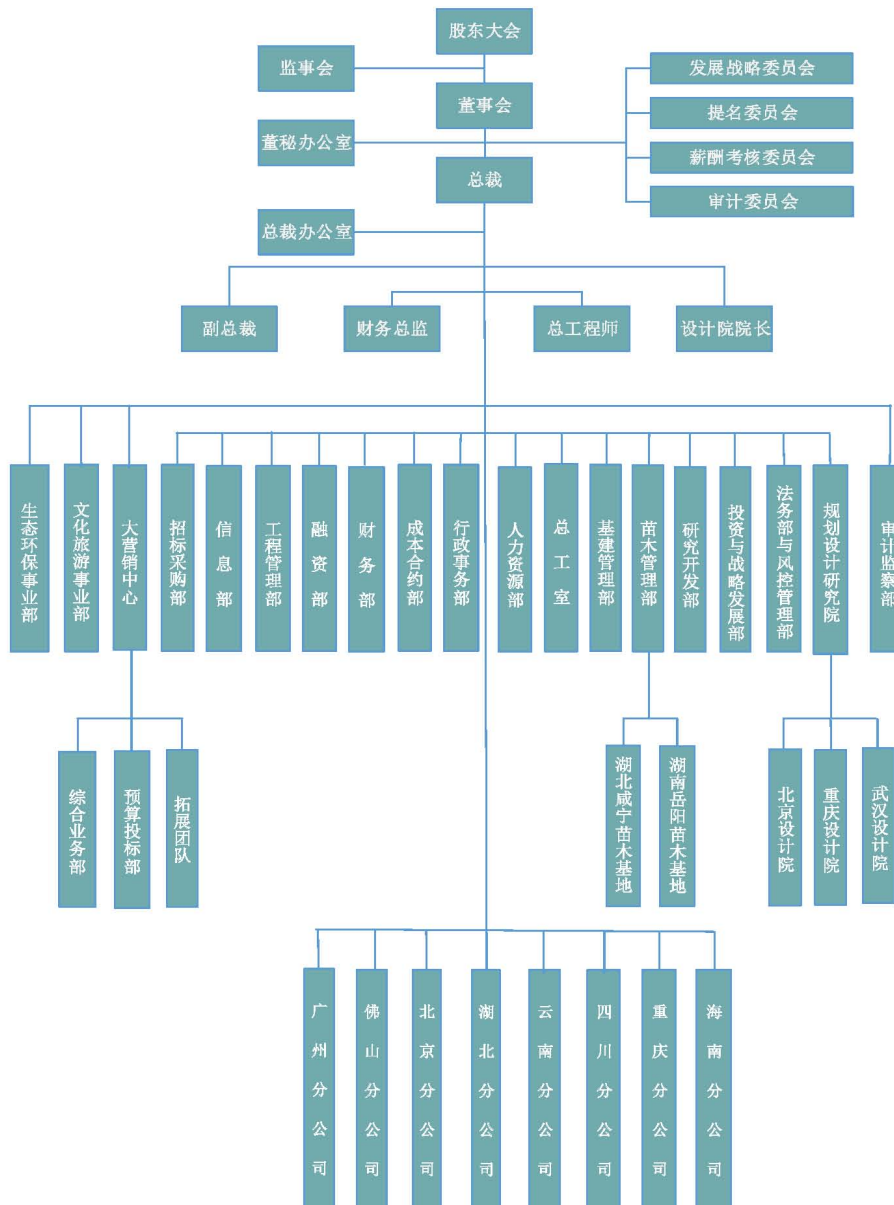 股东大会
监事会
发展战略委员会
董事会
提名委员会
董秘办公室
薪酬考核委员会
总裁
审计委员会
总裁办公室
副总裁
财务总监
总工程师
设计院院长
生态环保事业部
文化旅游事业部
大营销中心
招标采购部
信息部
工程管理部
融资部
财务部
成本合约部
行政事务部
人力资源部
总工室
基建管理部
苗木管理部
研究开发部
投资与战略发展部
法务部与风控管理部
规划设计研究院
审计监察部
综合业务部
预算投标部
拓展团队
湖北咸宁苗木基地
湖南岳阳苗木基地
北京设计院
重庆设计院
武汉设计院
广州分公司
佛山分公司
北京分公司
湖北分公司
云南分公司
四川分公司
重庆分公司
海南分公司